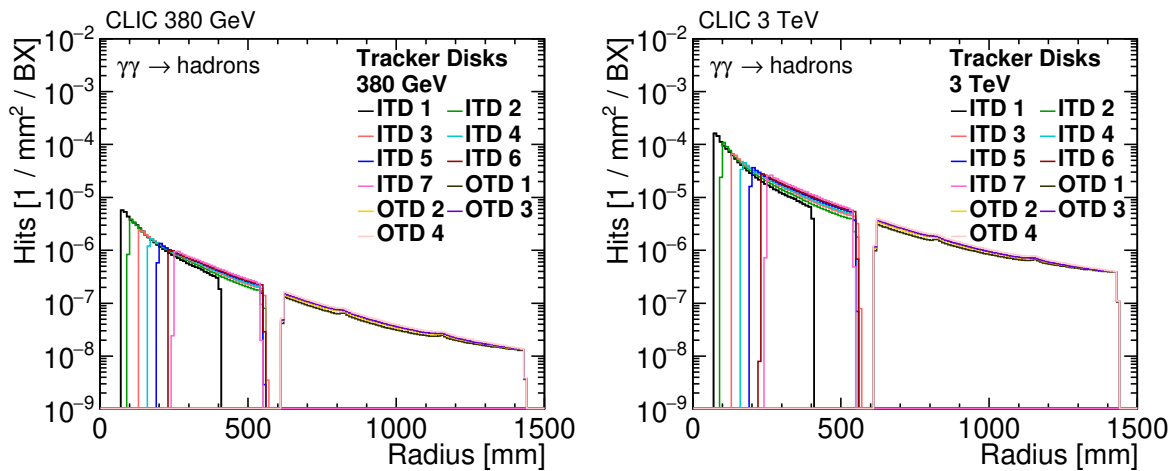 CLIC 380 GeV
γγ → hadrons
Tracker Disks
380 GeV
ITD 1 ITD 2
ITD 3 ITD 4
ITD 5 ITD 6
ITD 7 OTD 1
OTD 2 OTD 3
OTD 4
Hits [1 / mm² / BX]
10⁻²
10⁻³
10⁻⁴
10⁻⁵
10⁻⁶
10⁻⁷
10⁻⁸
10⁻⁹
0 500 1000 1500
Radius [mm]
CLIC 3 TeV
γγ → hadrons
Tracker Disks
3 TeV
ITD 1 ITD 2
ITD 3 ITD 4
ITD 5 ITD 6
ITD 7 OTD 1
OTD 2 OTD 3
OTD 4
Hits [1 / mm² / BX]
10⁻²
10⁻³
10⁻⁴
10⁻⁵
10⁻⁶
10⁻⁷
10⁻⁸
10⁻⁹
0 500 1000 1500
Radius [mm]